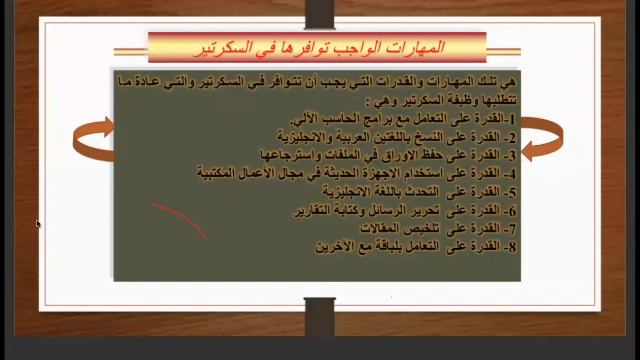 المهارات الواجب توافرها في السكرتير
هي تلك المهارات والقدرات التي يجب أن تتوافر في السكرتير والتي عادة ما
تتطلبها وظيفة السكرتير وهي :
1-القدرة على التعامل مع برامج الحاسب الآلي.
2- القدرة على النسخ باللغتين العربية والانجليزية
3- القدرة على حفظ الاوراق في الملفات واسترجاعها
4- القدرة على استخدام الاجهزة الحديثة في مجال الأعمال المكتبية
5- القدرة على التحدث باللغة الانجليزية
6- القدرة على تحرير الرسائل وكتابة التقارير
7- القدرة على تلخيص المقالات
8- القدرة على التعامل بلباقة مع الآخرين